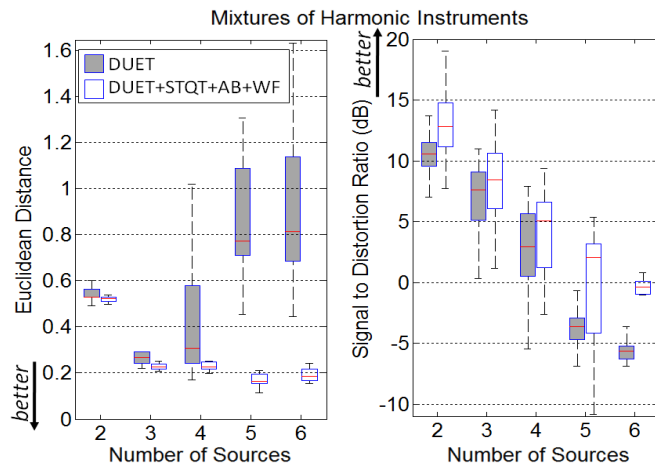 Mixtures of Harmonic Instruments
Euclidean Distance
better
1.6
1.4
1.2
1
0.8
0.6
0.4
0.2
0
DUET
DUET+STQT+AB+WF
2 3 4 5 6
Number of Sources
Signal to Distortion Ratio (dB)
better
20
15
10
5
0
-5
-10
2 3 4 5 6
Number of Sources